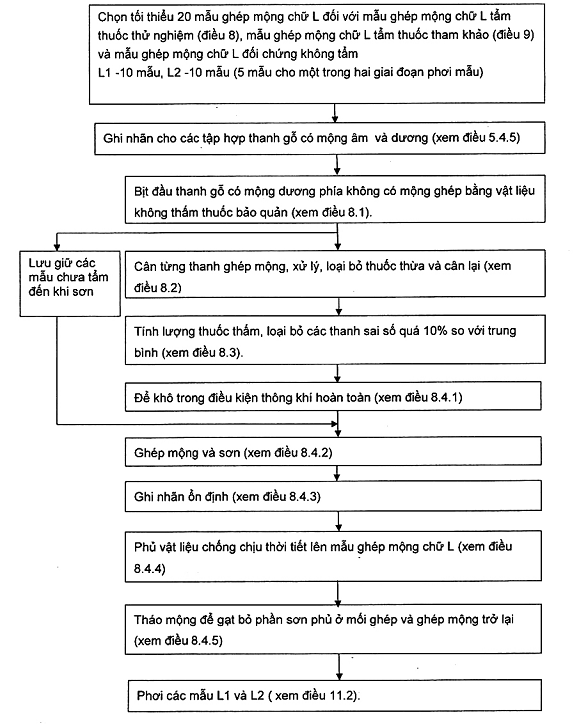 Chọn tối thiểu 20 mẫu ghép mộng chữ L đối với mẫu ghép mộng chữ L tẩm
thuốc thử nghiệm (điều 8), mẫu ghép mộng chữ L tẩm thuốc tham khảo (điều 9)
và mẫu ghép mộng chữ L đối chứng không tẩm
L1 -10 mẫu, L2 -10 mẫu (5 mẫu cho một trong hai giai đoạn phơi mẫu)
Ghi nhãn cho các tập hợp thanh gỗ có mộng âm và dương (xem điều 5.4.5)
Bịt đầu thanh gỗ có mộng dương phía không có mộng ghép bằng vật liệu
không thấm thuốc bảo quản (xem điều 8.1).
Lưu giữ các
mẫu chưa tẩm
đến khi sơn
Cân từng thanh ghép mộng, xử lý, loại bỏ thuốc thừa và cân lại (xem
điều 8.2)
Tính lượng thuốc thấm, loại bỏ các thanh sai số quá 10% so với trung
bình (xem điều 8.3).
Để khô trong điều kiện thông khí hoàn toàn (xem điều 8.4.1)
Ghép mộng và sơn (xem điều 8.4.2)
Ghi nhãn ổn định (xem điều 8.4.3)
Phủ vật liệu chống chịu thời tiết lên mẫu ghép mộng chữ L (xem điều
8.4.4)
Tháo mộng để gạt bỏ phần sơn phủ ở mối ghép và ghép mộng trở lại
(xem điều 8.4.5)
Phơi các mẫu L1 và L2 ( xem điều 11.2).